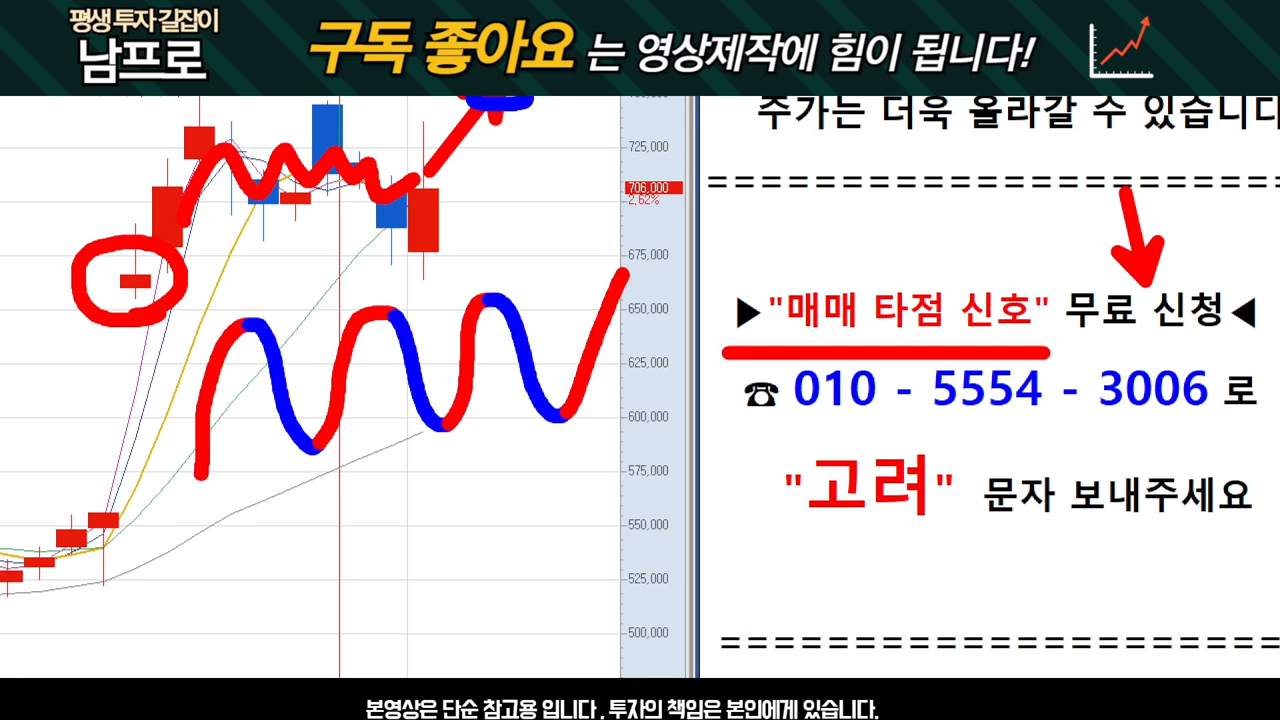 평생 투자 길잡이
남프로
구독 좋아요 는 영상제작에 힘이 됩니다!
주가는 더욱 올라갈 수 있습니다
===========================
▶"매매 타점 신호" 무료 신청◀
☎ 010 - 5554 - 3006 로
"고려" 문자 보내주세요
===========================
725,000
706,000
2,62%
675,000
650,000
625,000
600,000
575,000
550,000
525,000
500,000
본영상은 단순 참고용 입니다 , 투자의 책임은 본인에게 있습니다.